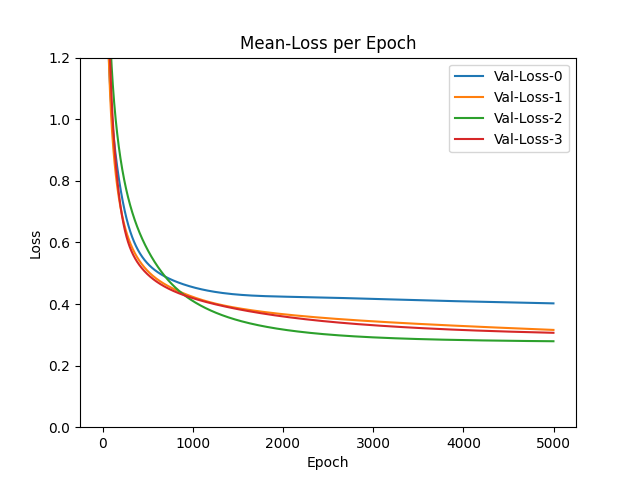 Mean-Loss per Epoch
Val-Loss-0
Val-Loss-1
Val-Loss-2
Val-Loss-3
Loss
1.2
1.0
0.8
0.6
0.4
0.2
0.0
0 1000 2000 3000 4000 5000
Epoch